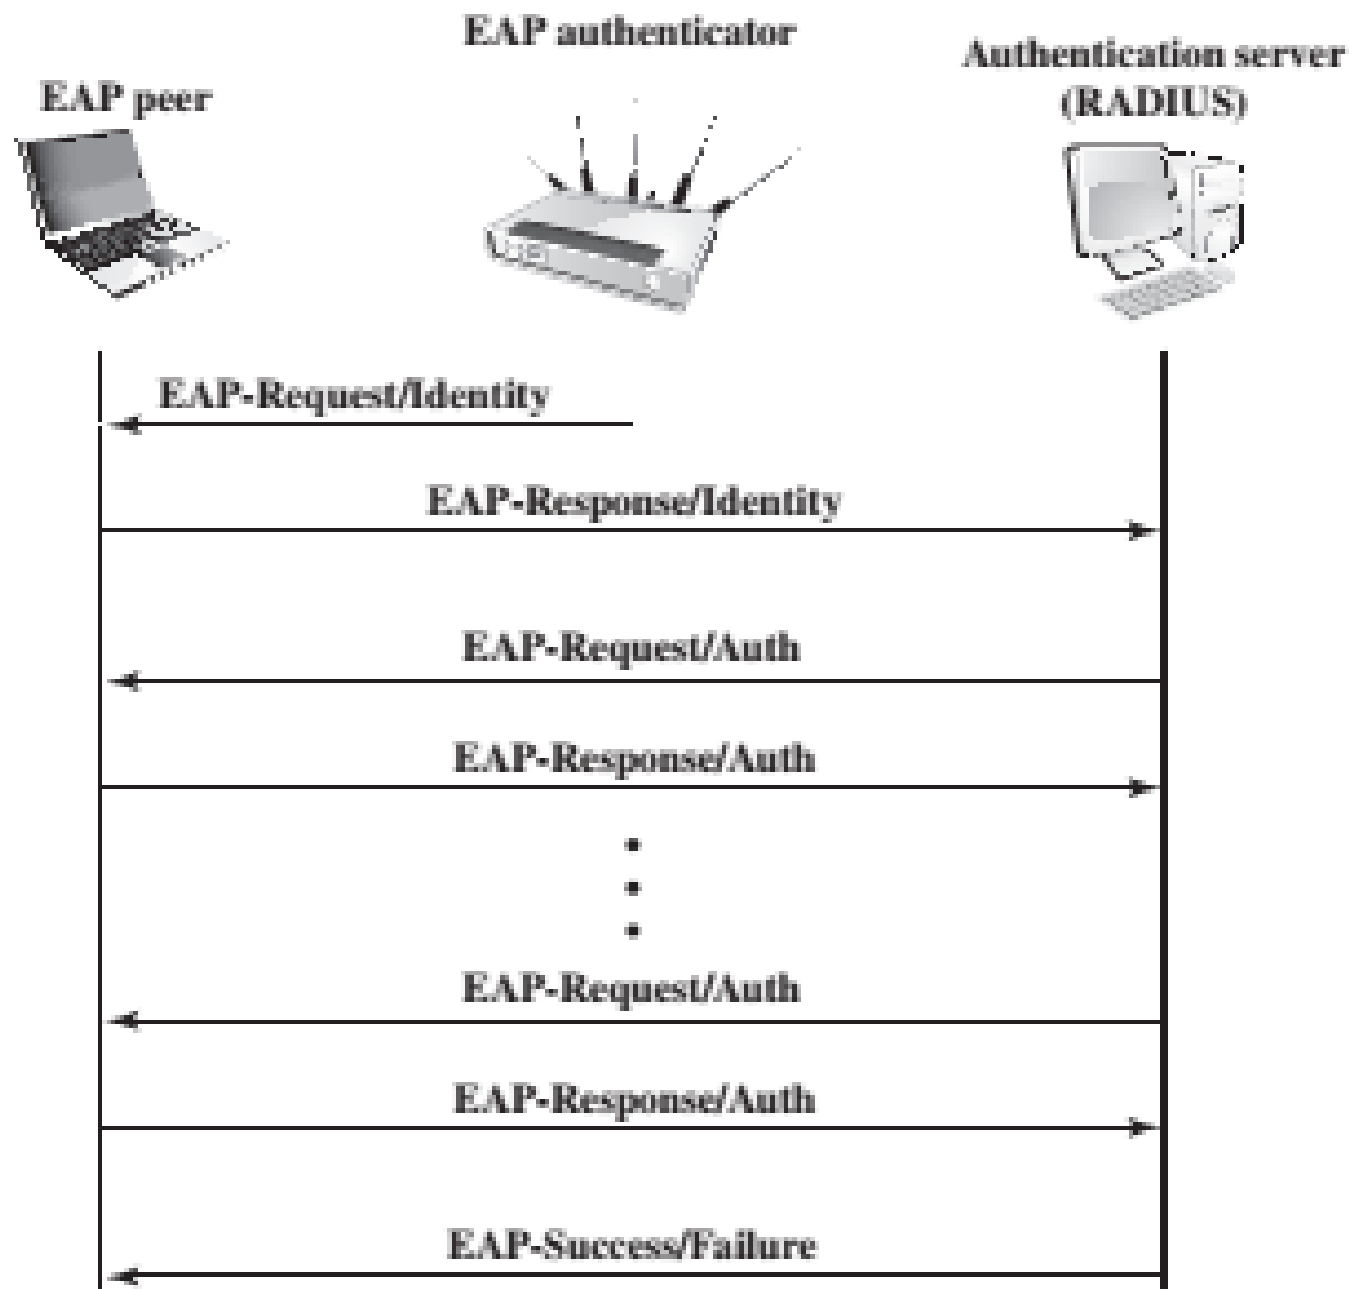 EAP peer
EAP authenticator
Authentication server
(RADIUS)
EAP-Request/Identity
EAP-Response/Identity
EAP-Request/Auth
EAP-Response/Auth
EAP-Request/Auth
EAP-Response/Auth
EAP-Success/Failure